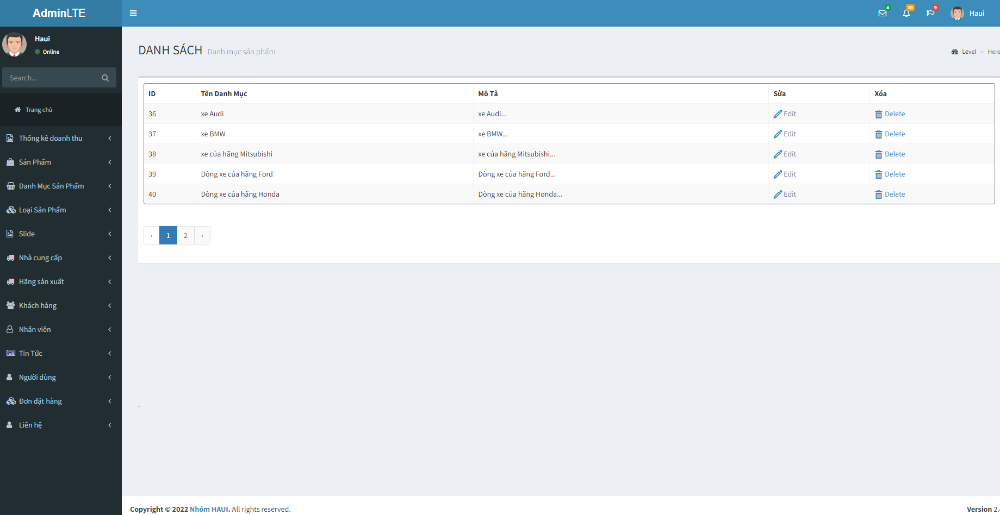 AdminLTE
4
10
9
Haui
Haui
Online
Search...
Trang chủ
Thống kê doanh thu
Sản Phẩm
Danh Mục Sản Phẩm
Loại Sản Phẩm
Slide
Nhà cung cấp
Hãng sản xuất
Khách hàng
Nhân viên
Tin Tức
Người dùng
Đơn đặt hàng
Liên hệ
DANH SÁCH Danh mục sản phẩm
Level > Here
ID Tên Danh Mục Mô Tả Sửa Xóa
36 xe Audi xe Audi... Edit Delete
37 xe BMW xe BMW... Edit Delete
38 xe của hãng Mitsubishi xe của hãng Mitsubishi... Edit Delete
39 Dòng xe của hãng Ford Dòng xe của hãng Ford... Edit Delete
40 Dòng xe của hãng Honda Dòng xe của hãng Honda... Edit Delete
‹ 1 2 ›
.
Copyright © 2022 Nhóm HAUI. All rights reserved.
Version 2.